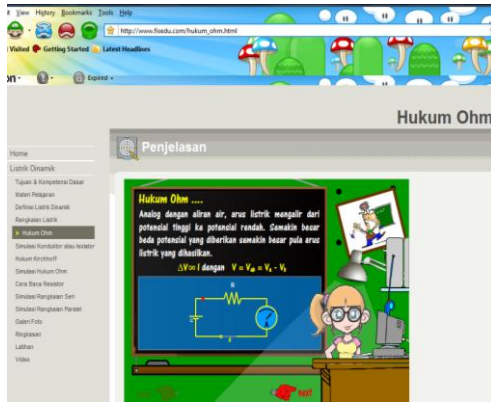 View History Bookmarks Tools Help
http://www.fisedu.com/hukum_ohm.html
Visited Getting Started Latest Headlines
Expired
Hukum Ohm
Penjelasan
Home
Listrik Dinamik
Tujuan & Kompetensi Dasar
Materi Pelajaran
Definisi Listrik Dinamik
Rangkaian Listrik
Hukum Ohm
Simulasi Konduktor atau Isolator
Hukum Kirchhoff
Simulasi Hukum Ohm
Cara Baca Resistor
Simulasi Rangkaian Seri
Simulasi Rangkaian Paralel
Galeri Foto
Ringkasan
Latihan
Video
Hukum Ohm ....
Analog dengan aliran air, arus listrik mengalir dari
potensial tinggi ke potensial rendah. Semakin besar
beda potensial yang diberikan semakin besar pula arus
listrik yang dihasilkan.
ΔV∞ I dengan V = Vab = Va - Vb
R
next